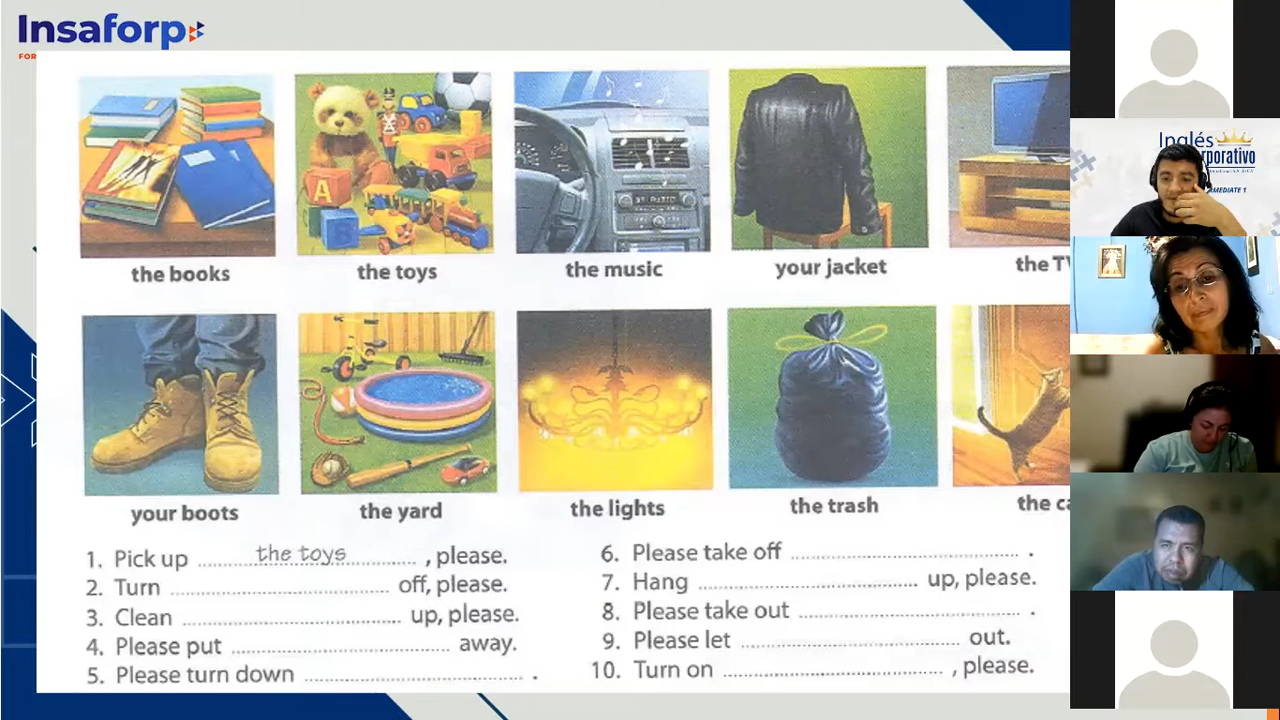 Insaforp
FOR
the books
the toys
the music
your jacket
the TV
your boots
the yard
the lights
the trash
the ca
1. Pick up the toys, please.
2. Turn .......... off, please.
3. Clean .......... up, please.
4. Please put .......... away.
5. Please turn down .......... .
6. Please take off .......... .
7. Hang .......... up, please.
8. Please take out .......... .
9. Please let .......... out.
10. Turn on .........., please.
Inglés
rporativo
RMEDIATE 1